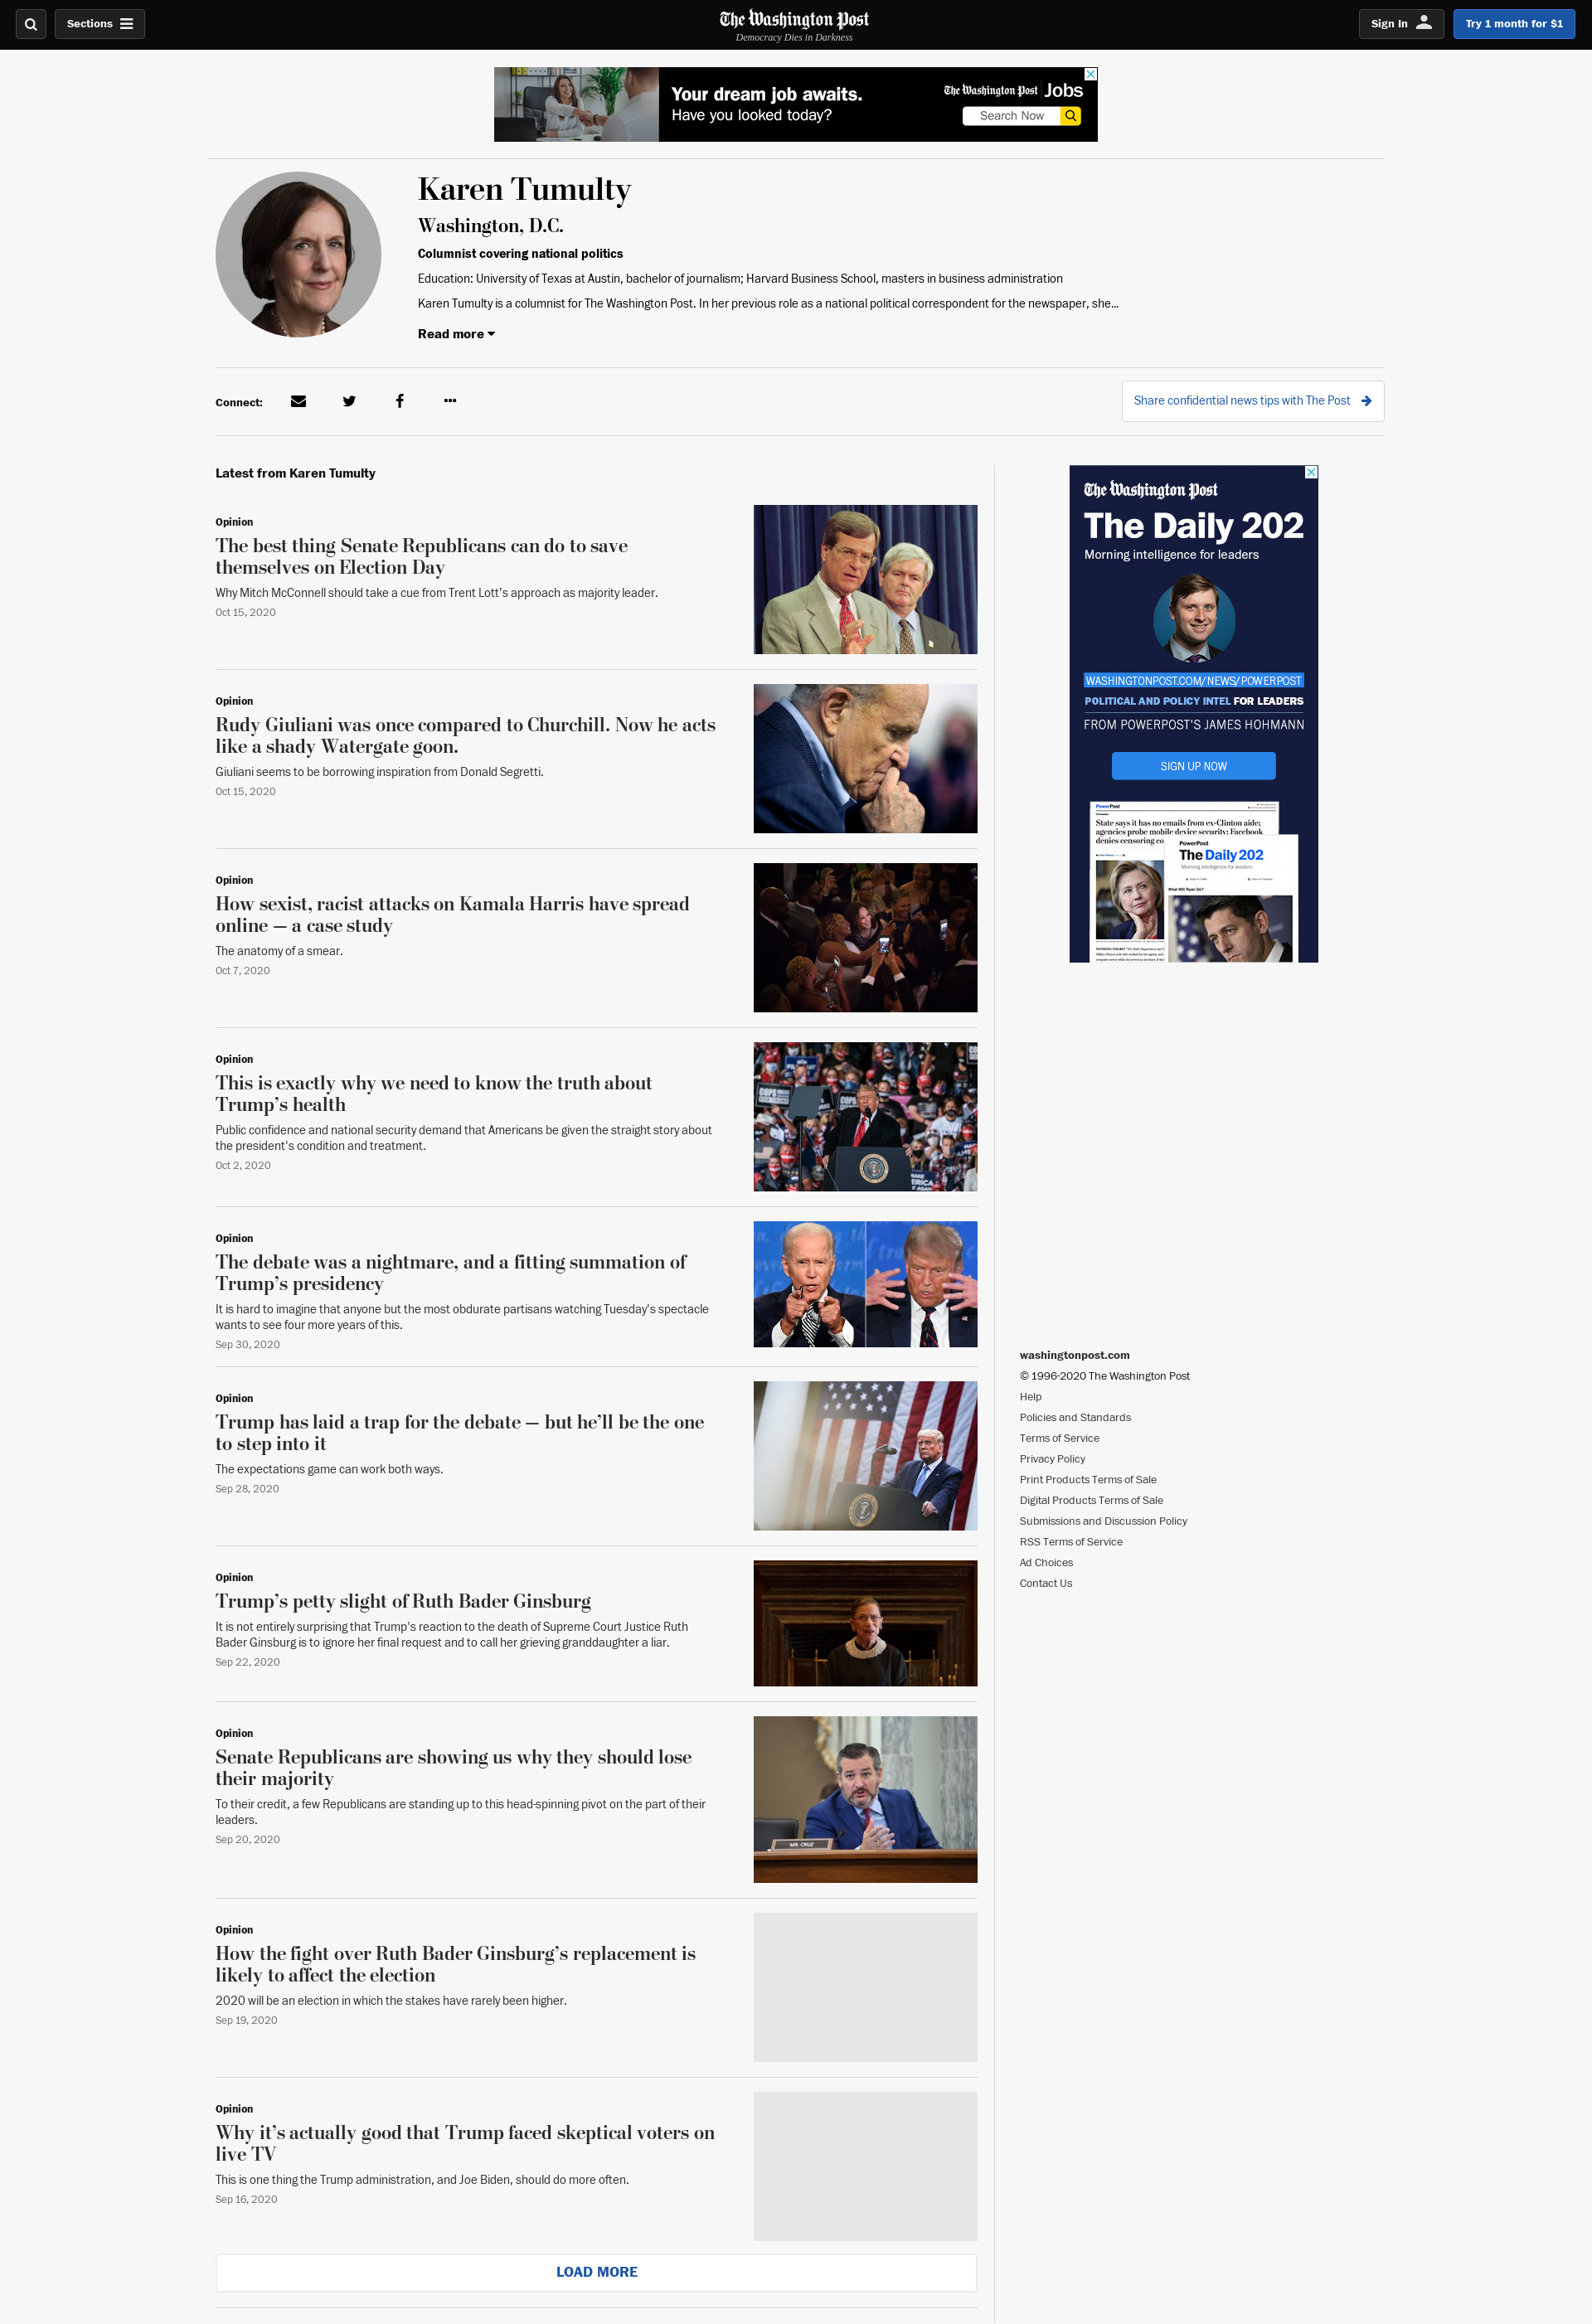 Sections
The Washington Post
Democracy Dies in Darkness
Sign In
Try 1 month for $1
Your dream job awaits.
Have you looked today?
The Washington Post Jobs
Search Now
Karen Tumulty
Washington, D.C.
Columnist covering national politics
Education: University of Texas at Austin, bachelor of journalism; Harvard Business School, masters in business administration
Karen Tumulty is a columnist for The Washington Post. In her previous role as a national political correspondent for the newspaper, she...
Read more
Connect:
Share confidential news tips with The Post
Latest from Karen Tumulty
Opinion
The best thing Senate Republicans can do to save
themselves on Election Day
Why Mitch McConnell should take a cue from Trent Lott’s approach as majority leader.
Oct 15, 2020
Opinion
Rudy Giuliani was once compared to Churchill. Now he acts
like a shady Watergate goon.
Giuliani seems to be borrowing inspiration from Donald Segretti.
Oct 15, 2020
Opinion
How sexist, racist attacks on Kamala Harris have spread
online — a case study
The anatomy of a smear.
Oct 7, 2020
Opinion
This is exactly why we need to know the truth about
Trump’s health
Public confidence and national security demand that Americans be given the straight story about
the president's condition and treatment.
Oct 2, 2020
Opinion
The debate was a nightmare, and a fitting summation of
Trump’s presidency
It is hard to imagine that anyone but the most obdurate partisans watching Tuesday's spectacle
wants to see four more years of this.
Sep 30, 2020
Opinion
Trump has laid a trap for the debate — but he’ll be the one
to step into it
The expectations game can work both ways.
Sep 28, 2020
Opinion
Trump’s petty slight of Ruth Bader Ginsburg
It is not entirely surprising that Trump's reaction to the death of Supreme Court Justice Ruth
Bader Ginsburg is to ignore her final request and to call her grieving granddaughter a liar.
Sep 22, 2020
Opinion
Senate Republicans are showing us why they should lose
their majority
To their credit, a few Republicans are standing up to this head-spinning pivot on the part of their
leaders.
Sep 20, 2020
MR. CRUZ
Opinion
How the fight over Ruth Bader Ginsburg’s replacement is
likely to affect the election
2020 will be an election in which the stakes have rarely been higher.
Sep 19, 2020
Opinion
Why it’s actually good that Trump faced skeptical voters on
live TV
This is one thing the Trump administration, and Joe Biden, should do more often.
Sep 16, 2020
LOAD MORE
The Washington Post
The Daily 202
Morning intelligence for leaders
WASHINGTONPOST.COM/NEWS/POWERPOST
POLITICAL AND POLICY INTEL FOR LEADERS
FROM POWERPOST'S JAMES HOHMANN
SIGN UP NOW
PowerPost
State says it has no emails from ex-Clinton aide;
agencies probe mobile device security; Facebook
denies censoring co
PowerPost
The Daily 202
Morning intelligence for leaders
What Will Ryan Do?
washingtonpost.com
© 1996-2020 The Washington Post
Help
Policies and Standards
Terms of Service
Privacy Policy
Print Products Terms of Sale
Digital Products Terms of Sale
Submissions and Discussion Policy
RSS Terms of Service
Ad Choices
Contact Us